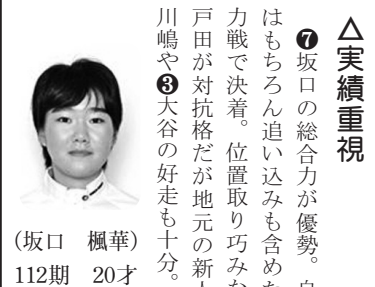 △実績重視
❼坂口の総合力が優勢。自
はもちろん追い込みも含めた
力戦で決着。位置取り巧みな
戸田が対抗格だが地元の新人
川嶋や❸大谷の好走も十分。
(坂口 楓華)
112期 20才